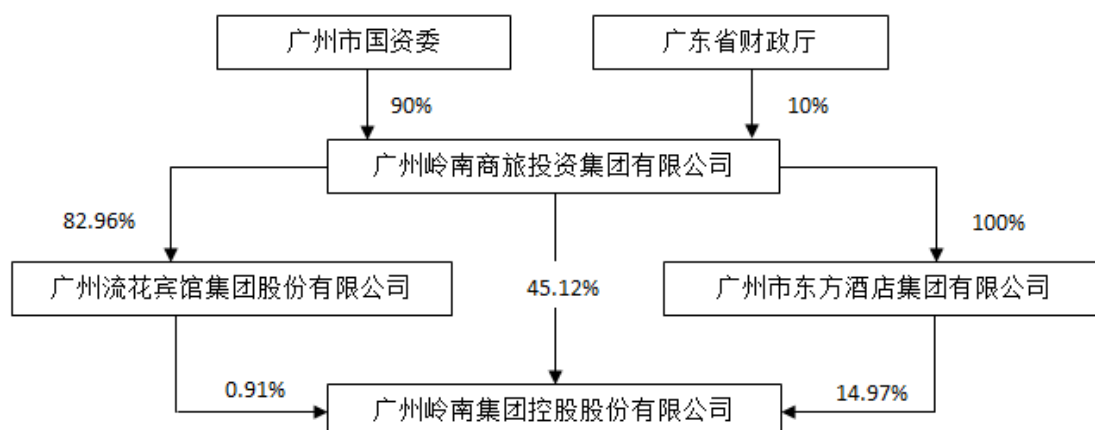 广州市国资委
广东省财政厅
90%
10%
广州岭南商旅投资集团有限公司
82.96%
100%
广州流花宾馆集团股份有限公司
45.12%
广州市东方酒店集团有限公司
0.91%
14.97%
广州岭南集团控股股份有限公司